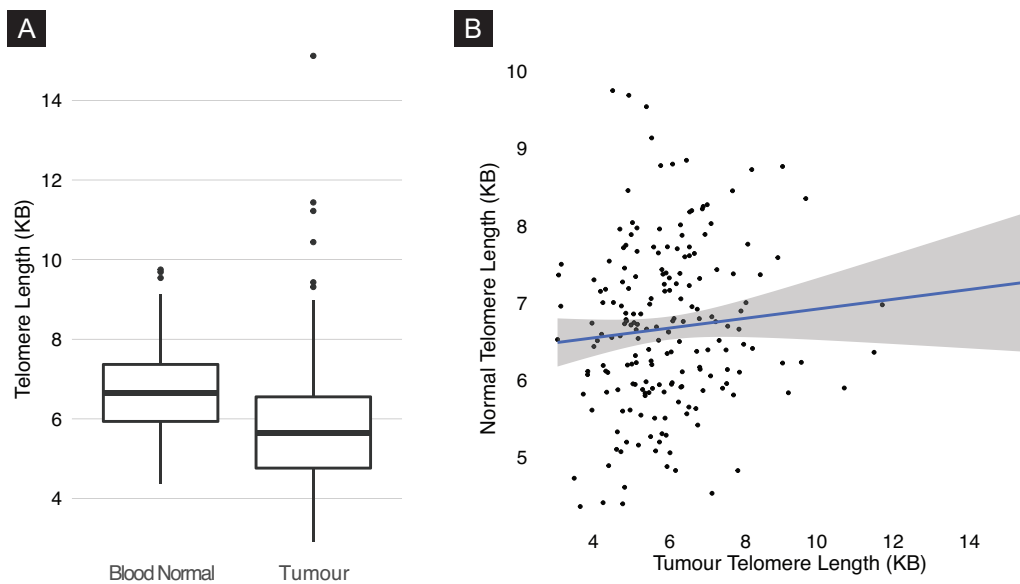 A
Telomere Length (KB)
14
12
10
8
6
4
Blood Normal
Tumour
B
Normal Telomere Length (KB)
10
9
8
7
6
5
4 6 8 10 12 14
Tumour Telomere Length (KB)